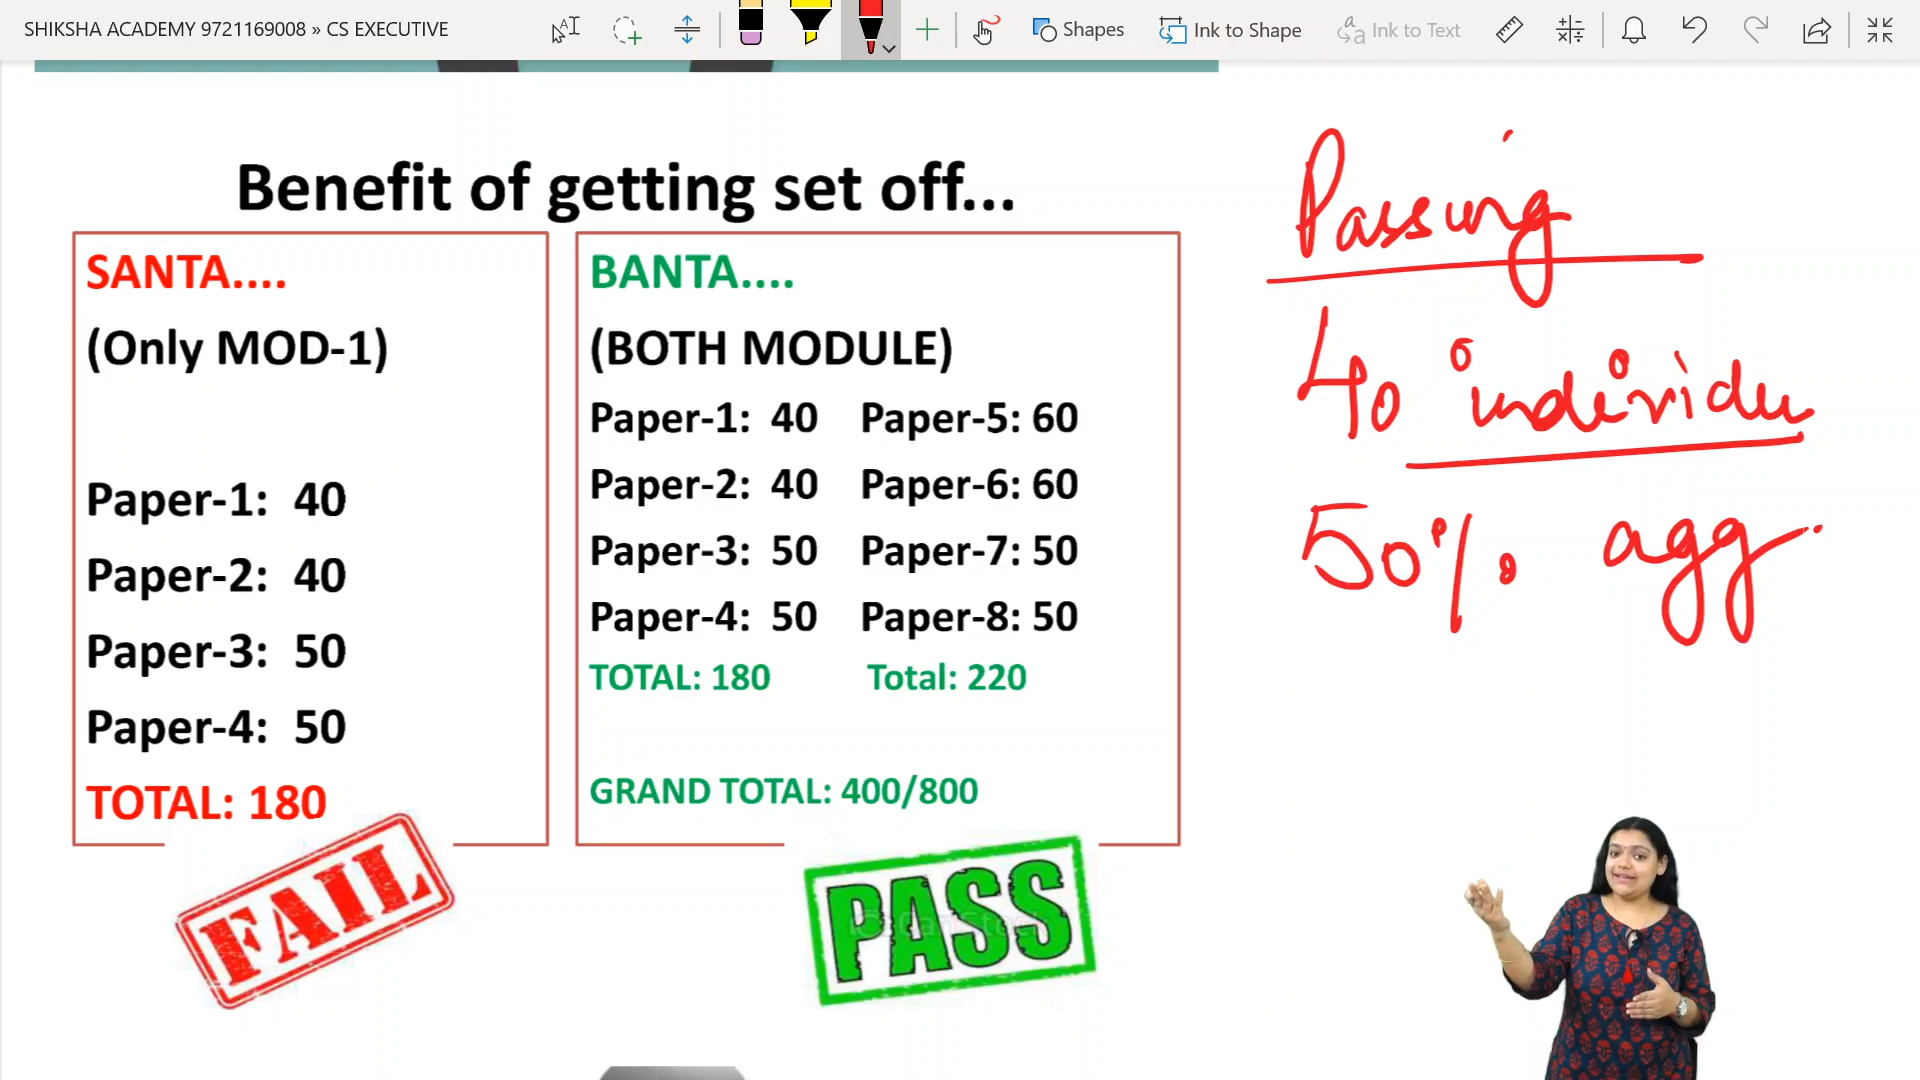 SHIKSHA ACADEMY 9721169008 » CS EXECUTIVE
Shapes
Ink to Shape
Ink to Text
Benefit of getting set off...
SANTA....
(Only MOD-1)
Paper-1: 40
Paper-2: 40
Paper-3: 50
Paper-4: 50
TOTAL: 180
FAIL
BANTA....
(BOTH MODULE)
Paper-1: 40 Paper-5: 60
Paper-2: 40 Paper-6: 60
Paper-3: 50 Paper-7: 50
Paper-4: 50 Paper-8: 50
TOTAL: 180 Total: 220
GRAND TOTAL: 400/800
PASS
Passing
40
50% agg